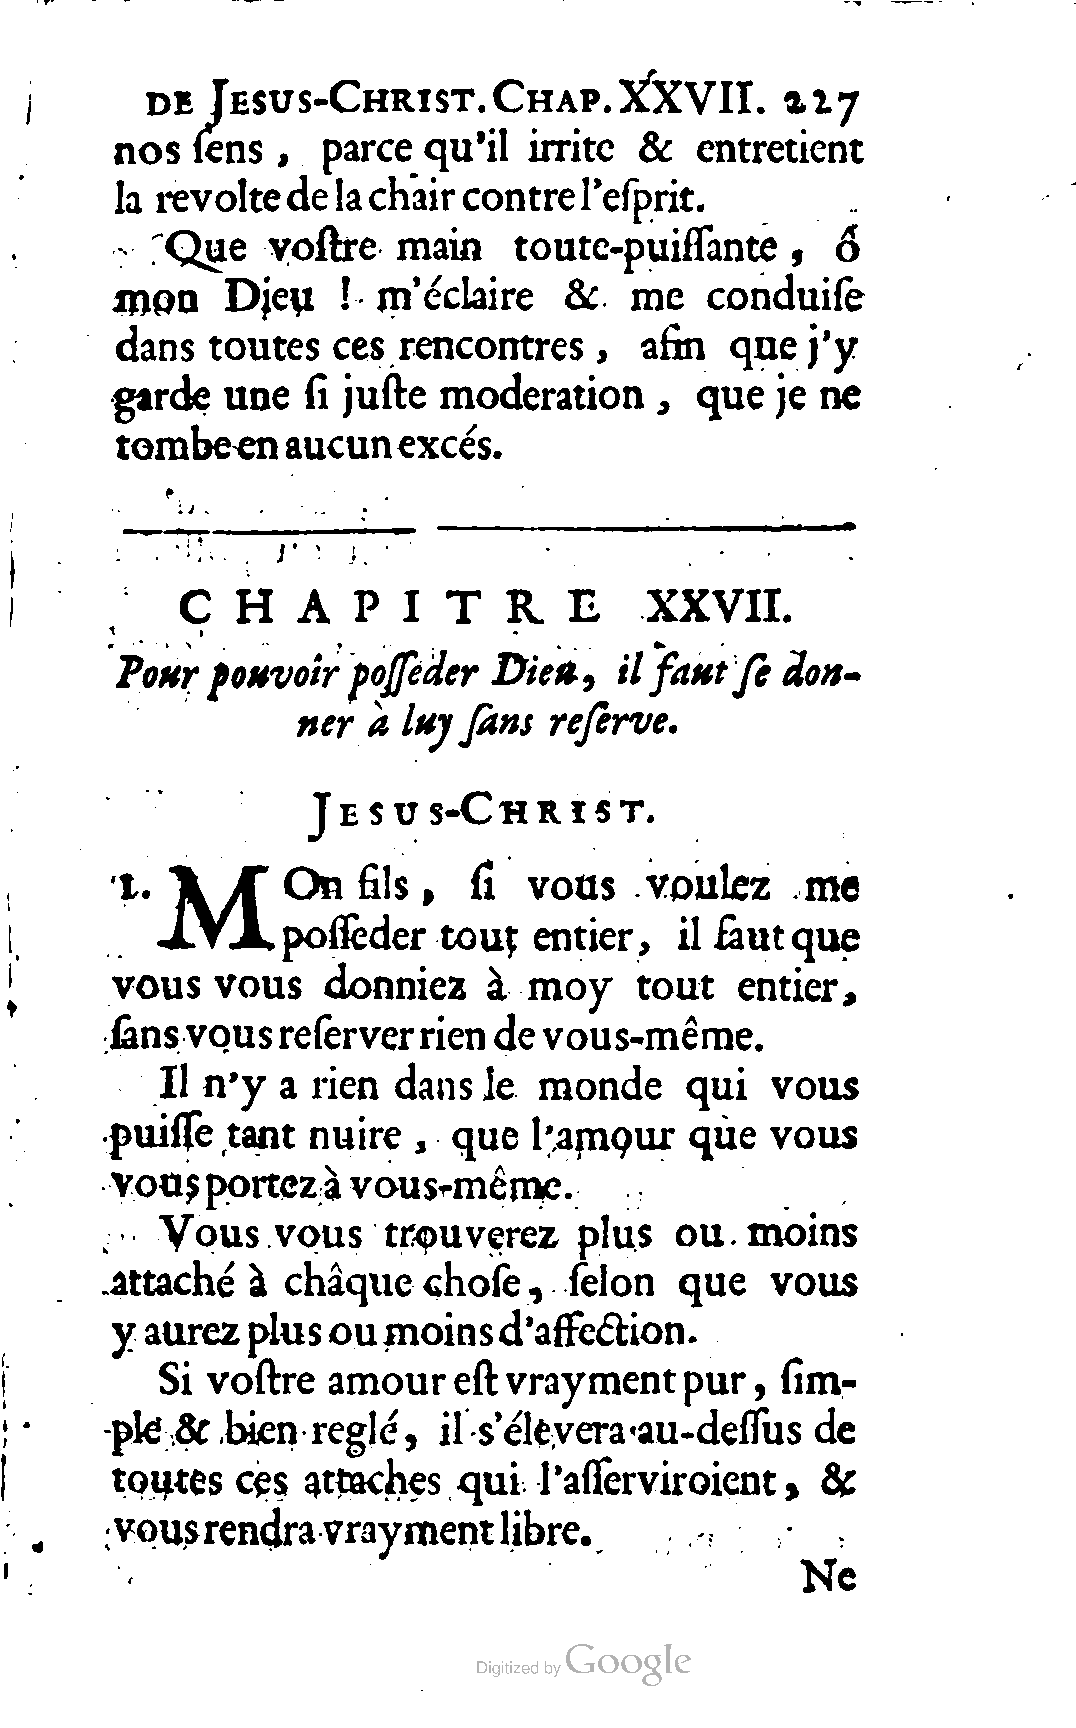 DE JESUS-CHRIST. CHAP. XXVII. 227
nos ſens, parce qu'il irrite & entretient
la revolte de la chair contre l'eſprit.
Que voſtre main toute-puiſſante, ô
mon Dieu ! m'éclaire & me conduiſe
dans toutes ces rencontres, afin que j'y
garde une ſi juſte moderation, que je ne
tombe en aucun excés.
CHAPITRE XXVII.
Pour pouvoir poſſeder Dieu, il faut ſe don-
ner à luy ſans reſerve.
JESUS-CHRIST.
1. MOn fils, ſi vous voulez me
poſſeder tout entier, il faut que
vous vous donniez à moy tout entier,
ſans vous reſerver rien de vous-même.
Il n'y a rien dans le monde qui vous
puiſſe tant nuire, que l'amour que vous
vous portez à vous-même.
Vous vous trouverez plus ou moins
attaché à châque choſe, ſelon que vous
y aurez plus ou moins d'affection.
Si voſtre amour eſt vrayment pur, ſim-
ple & bien reglé, il s'élevera au-deſſus de
toutes ces attaches qui l'aſſerviroient, &
vous rendra vrayment libre.
Ne
Digitized by Google